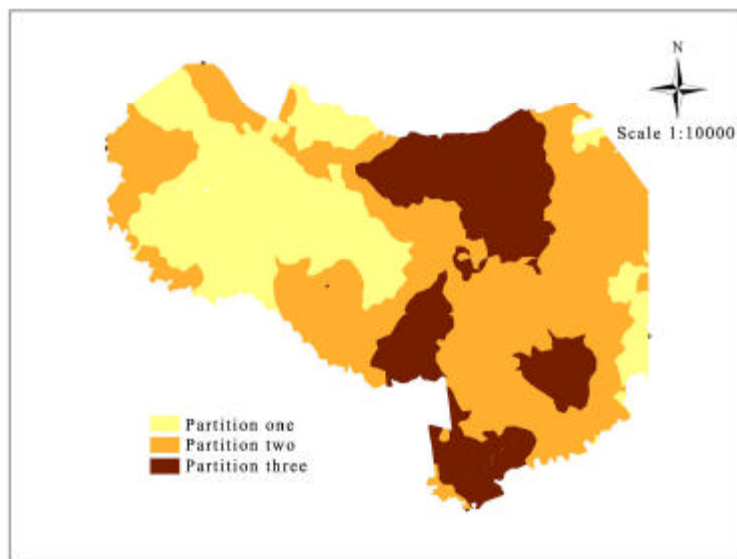 N
Scale 1:10000
Partition one
Partition two
Partition three